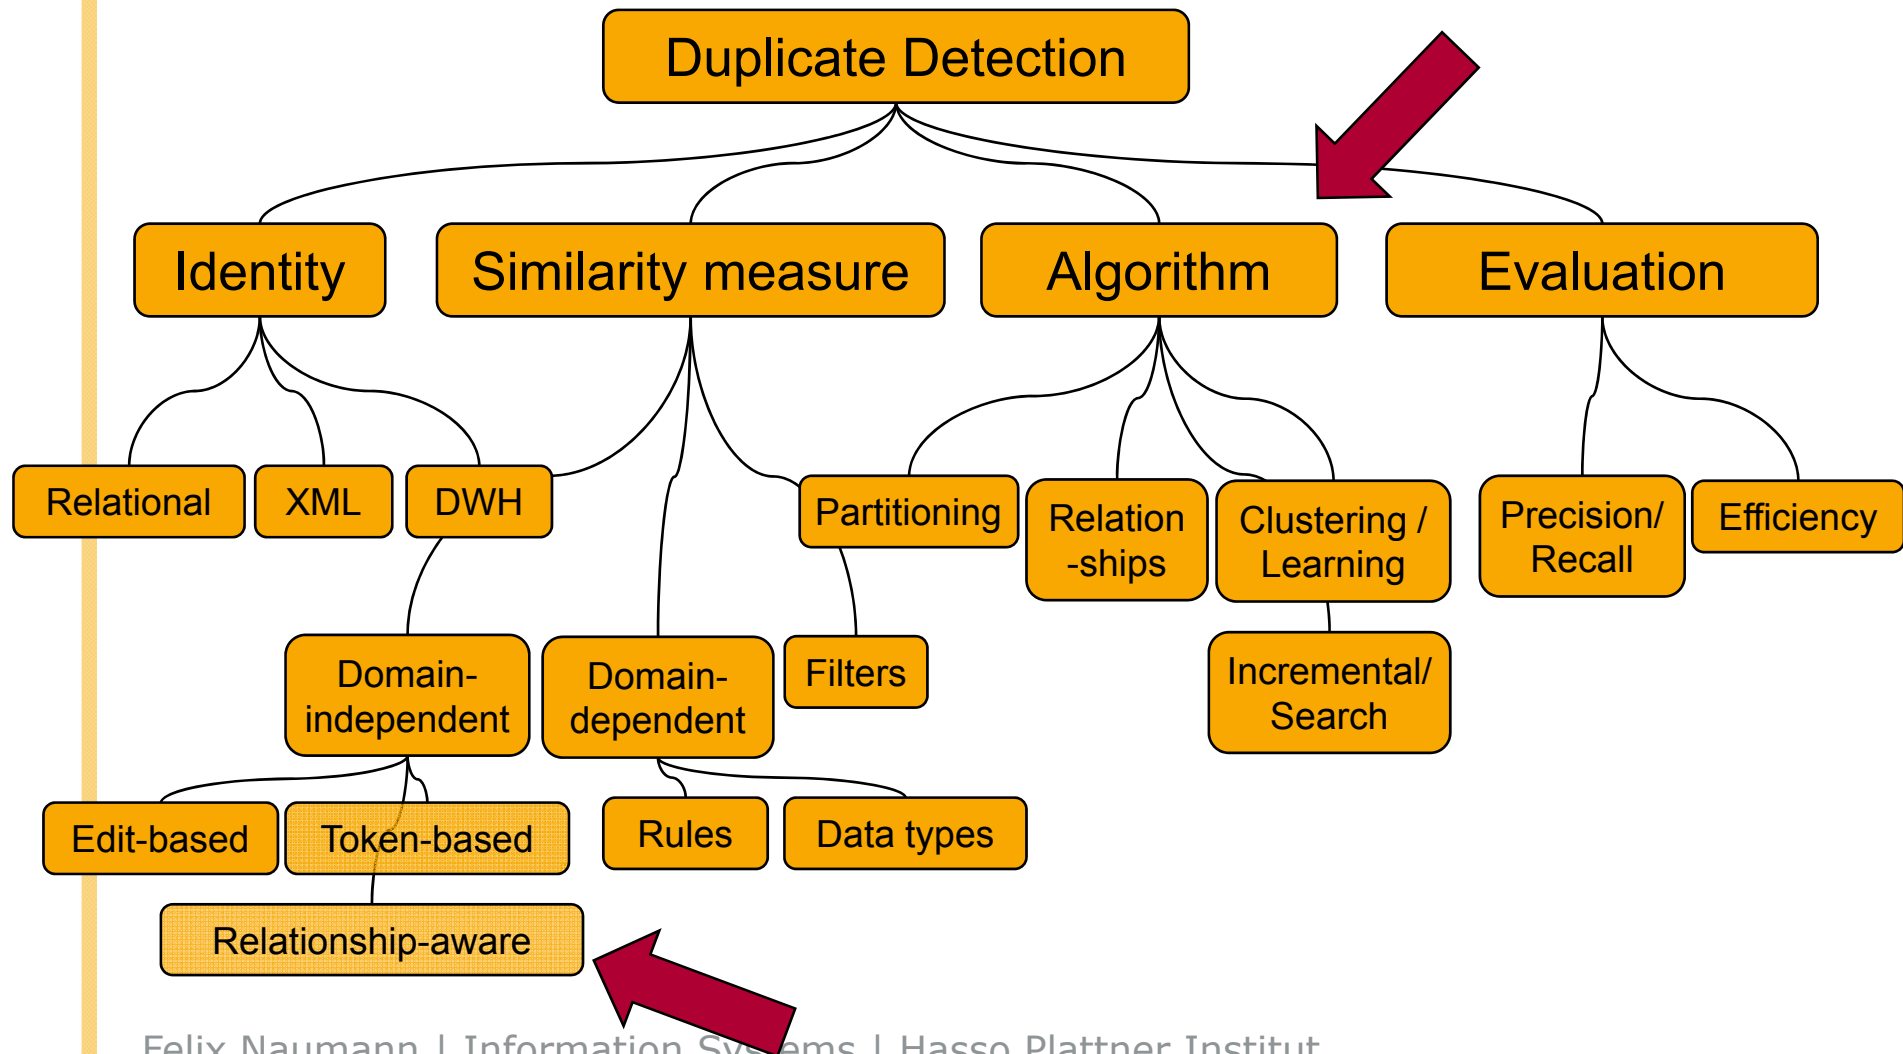 Duplicate Detection
Identity
Similarity measure
Algorithm
Evaluation
Relational
XML
DWH
Partitioning
Relation
-ships
Clustering /
Learning
Precision/
Recall
Efficiency
Domain-
independent
Domain-
dependent
Filters
Incremental/
Search
Edit-based
Token-based
Rules
Data types
Relationship-aware
Felix Naumann | Information Systems | Hasso Plattner Institut